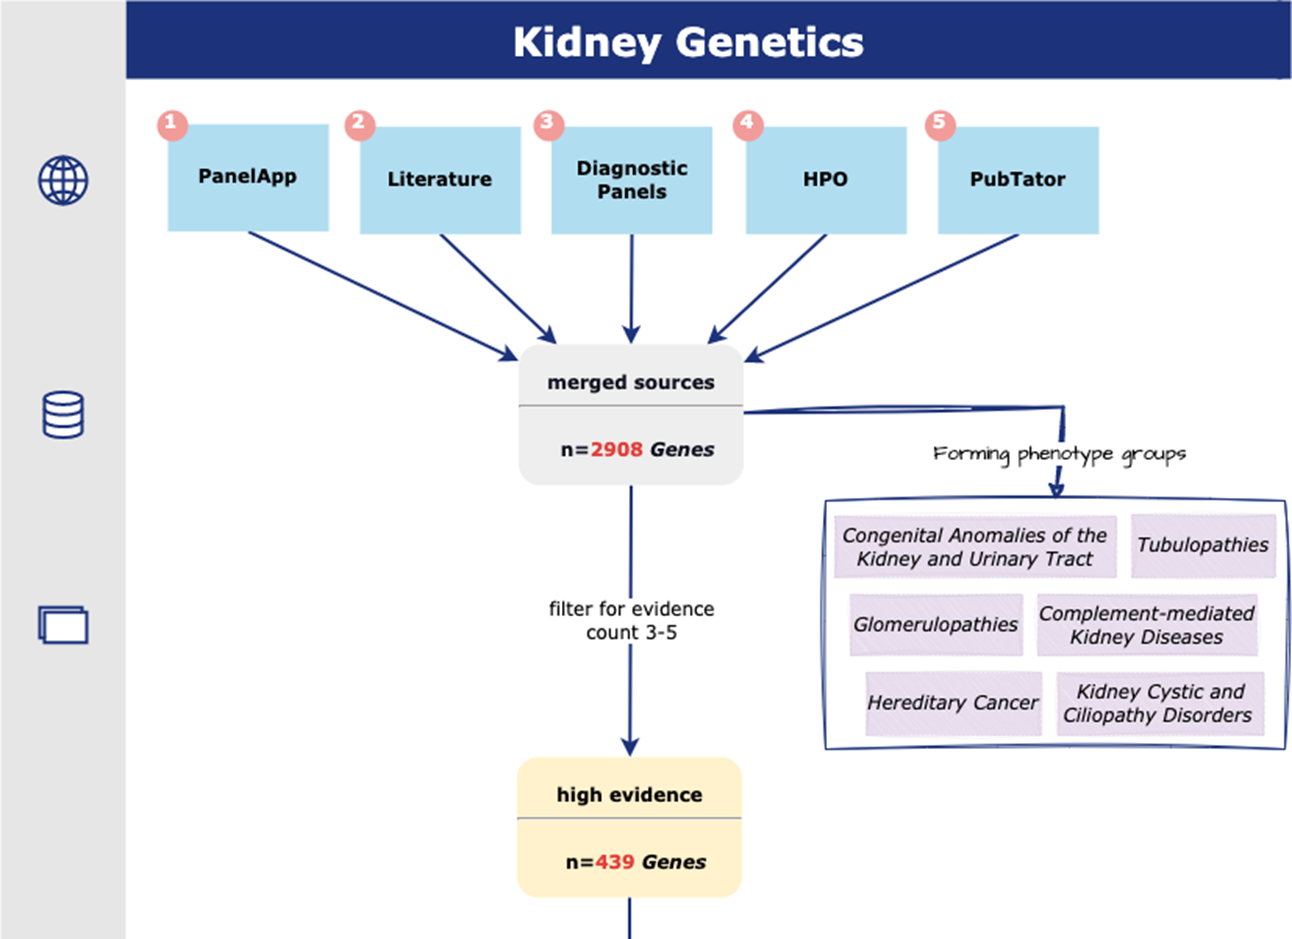 Kidney Genetics
1
2
3
4
5
PanelApp
Literature
Diagnostic
Panels
HPO
PubTator
merged sources
n=2908 Genes
Forming phenotype groups
Congenital Anomalies of the
Kidney and Urinary Tract
Tubulopathies
Glomerulopathies
Complement-mediated
Kidney Diseases
Hereditary Cancer
Kidney Cystic and
Ciliopathy Disorders
filter for evidence
count 3-5
high evidence
n=439 Genes